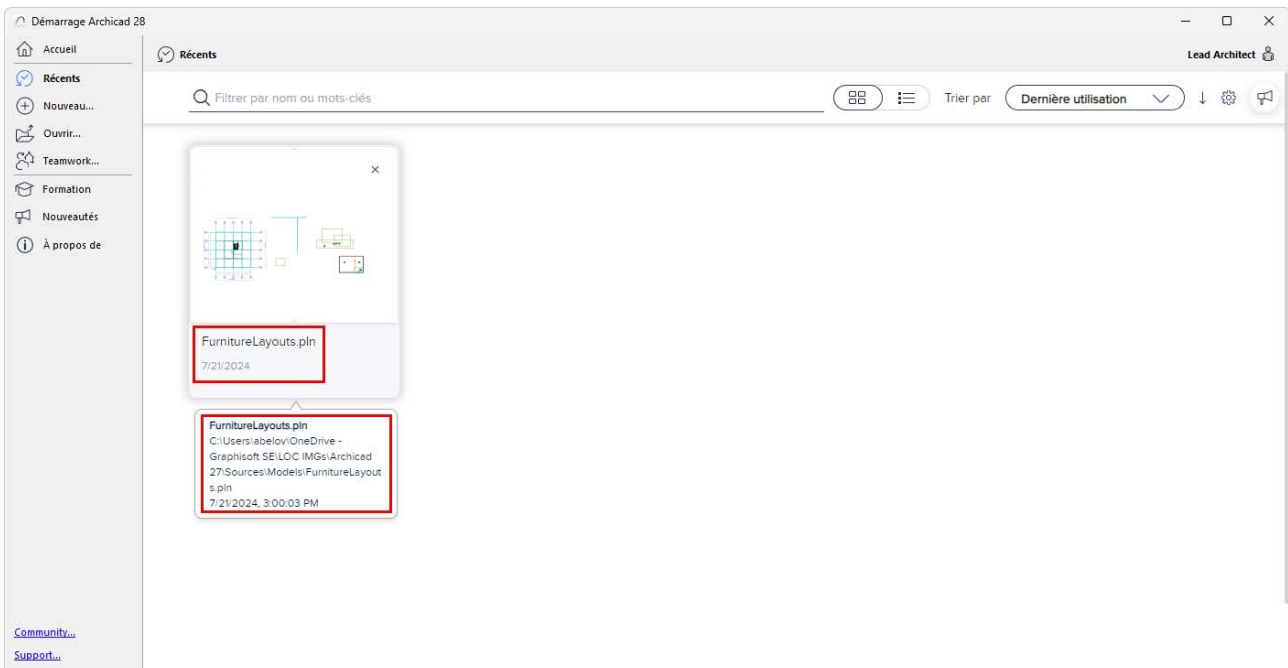 Démarrage Archicad 28
Accueil
Récents
Nouveau...
Ouvrir...
Teamwork...
Formation
Nouveautés
À propos de
Community...
Support...
Récents
Lead Architect
Filtrer par nom ou mots-clés
Trier par
Dernière utilisation
FurnitureLayouts.pln
7/21/2024
FurnitureLayouts.pln
C:\Users\abelov\OneDrive -
Graphisoft SE\LOC IMGs\Archicad
27\Sources\Models\FurnitureLayout
s.pln
7/21/2024, 3:00:03 PM